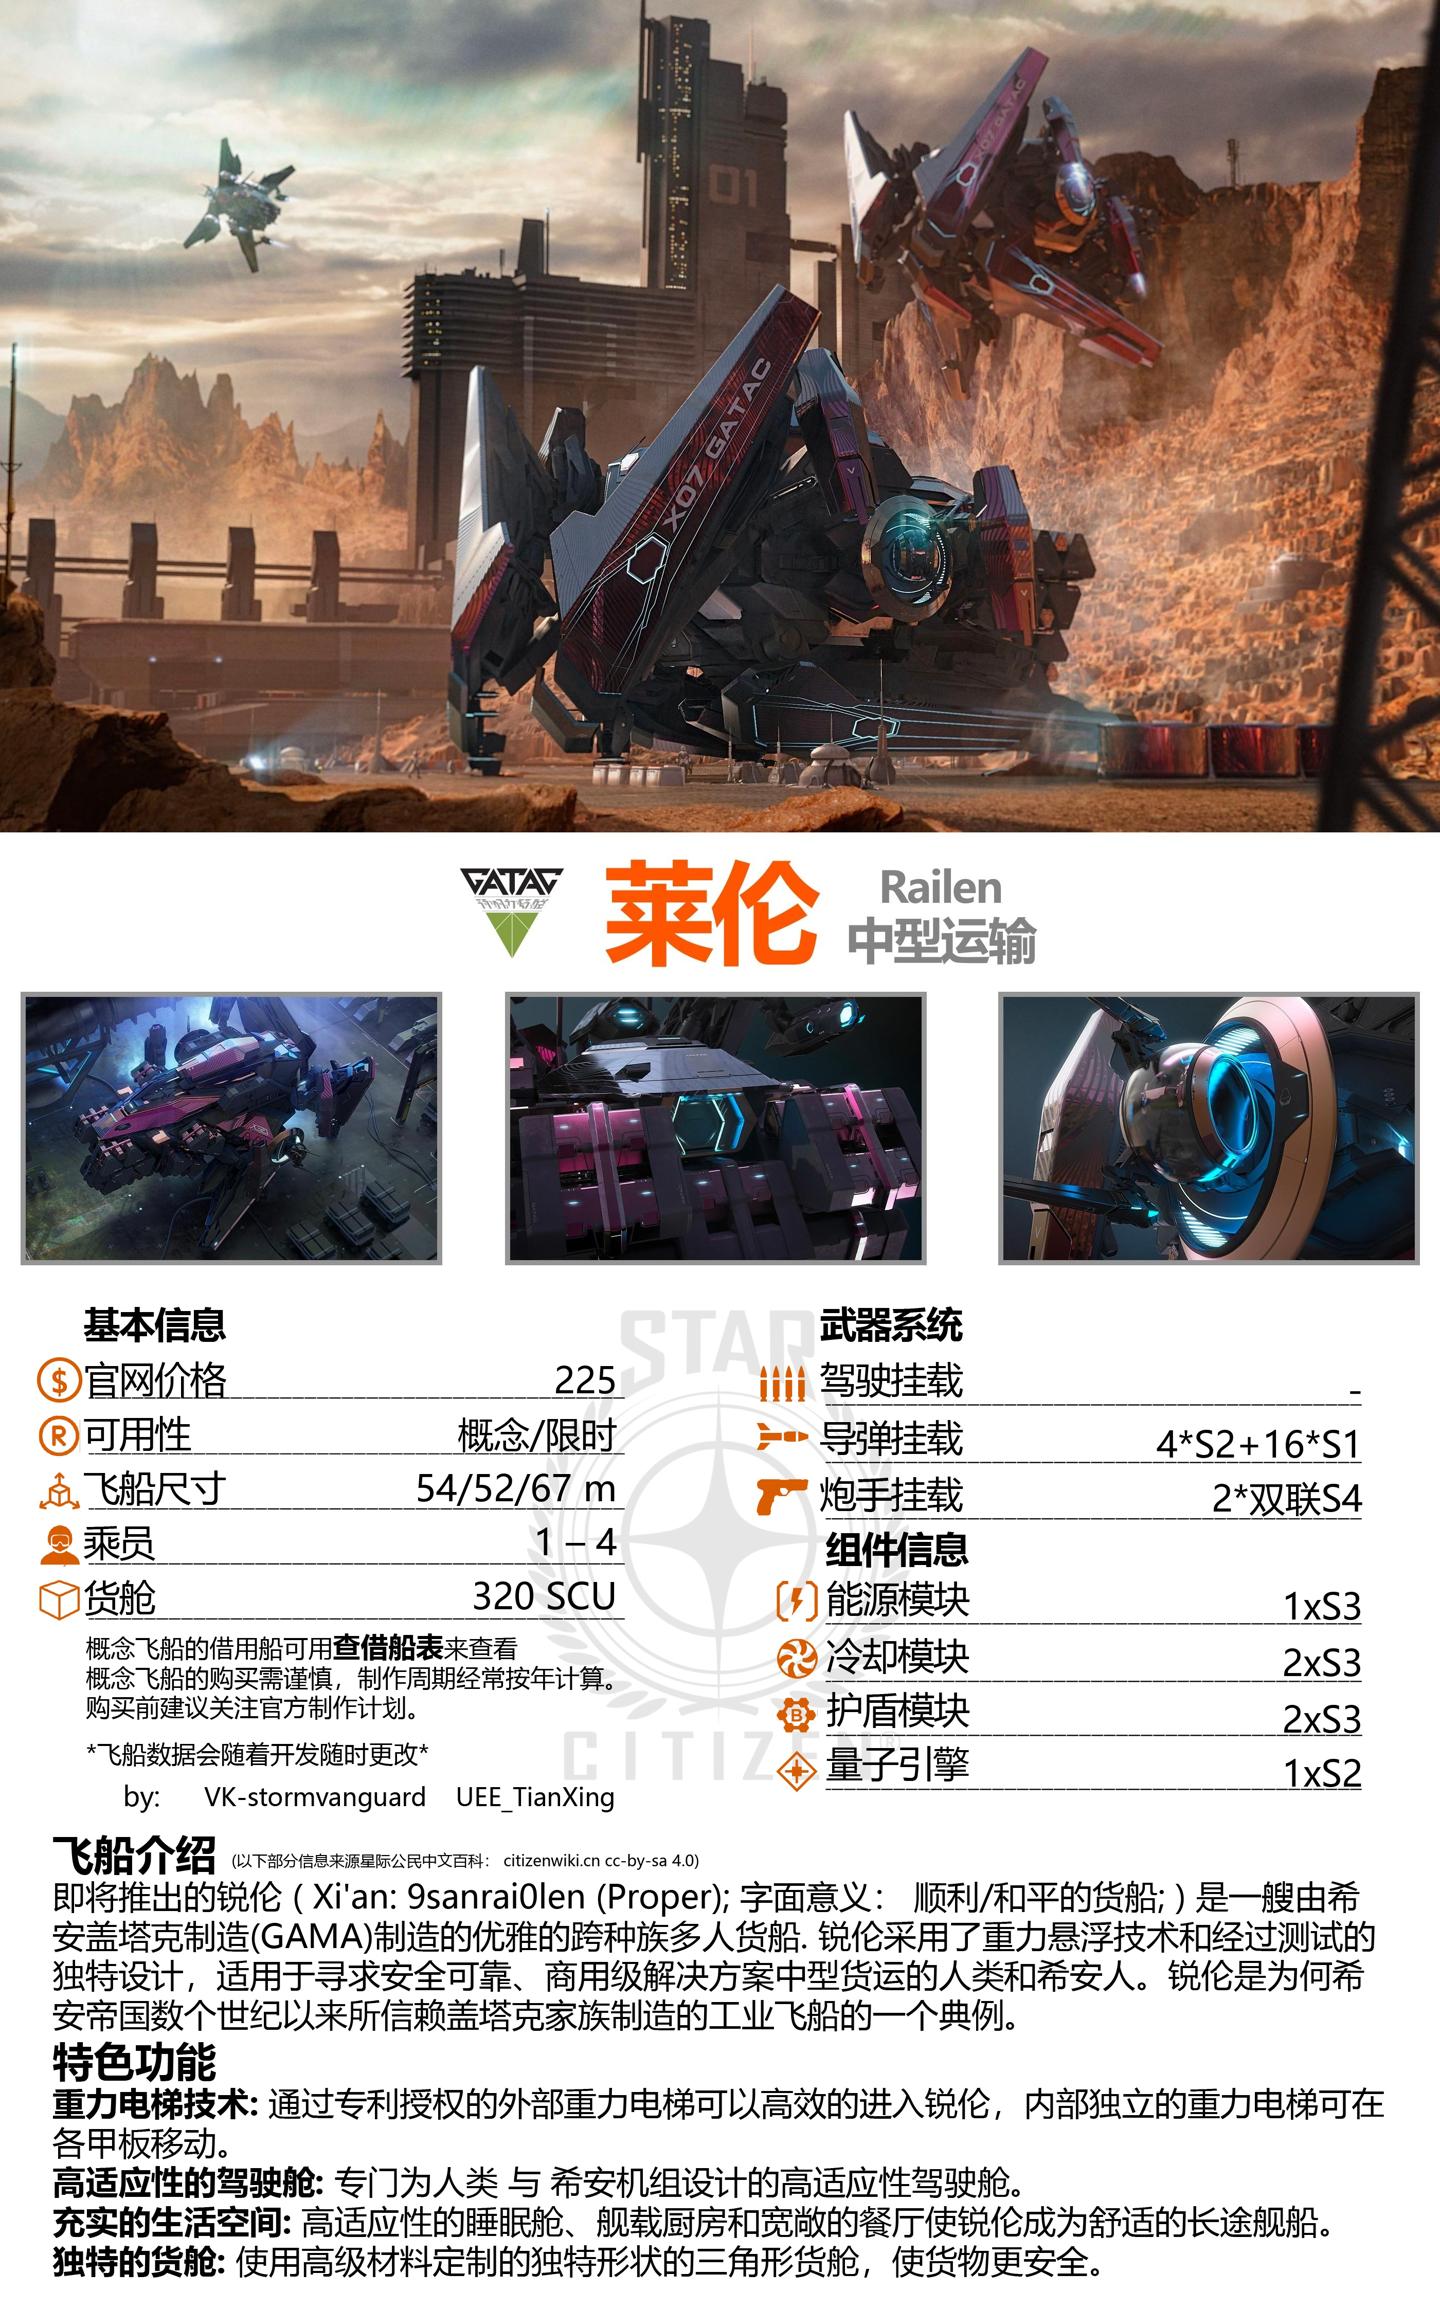 01
X07 GATAC
X07 GATAC
GATAC
莱伦
Railen
中型运输
基本信息
官网价格 225
可用性 概念/限时
飞船尺寸 54/52/67 m
乘员 1 – 4
货舱 320 SCU
概念飞船的借用船可用查借船表来查看
概念飞船的购买需谨慎，制作周期经常按年计算。
购买前建议关注官方制作计划。
*飞船数据会随着开发随时更改*
by: VK-stormvanguard UEE_TianXing
STAR
CITIZEN
武器系统
驾驶挂载 -
导弹挂载 4*S2+16*S1
炮手挂载 2*双联S4
组件信息
能源模块 1xS3
冷却模块 2xS3
护盾模块 2xS3
量子引擎 1xS2
飞船介绍 (以下部分信息来源星际公民中文百科： citizenwiki.cn cc-by-sa 4.0)
即将推出的锐伦 ( Xi'an: 9sanrai0len (Proper); 字面意义： 顺利/和平的货船; ) 是一艘由希
安盖塔克制造(GAMA)制造的优雅的跨种族多人货船. 锐伦采用了重力悬浮技术和经过测试的
独特设计，适用于寻求安全可靠、商用级解决方案中型货运的人类和希安人。锐伦是为何希
安帝国数个世纪以来所信赖盖塔克家族制造的工业飞船的一个典例。
特色功能
重力电梯技术: 通过专利授权的外部重力电梯可以高效的进入锐伦，内部独立的重力电梯可在
各甲板移动。
高适应性的驾驶舱: 专门为人类 与 希安机组设计的高适应性驾驶舱。
充实的生活空间: 高适应性的睡眠舱、舰载厨房和宽敞的餐厅使锐伦成为舒适的长途舰船。
独特的货舱: 使用高级材料定制的独特形状的三角形货舱，使货物更安全。